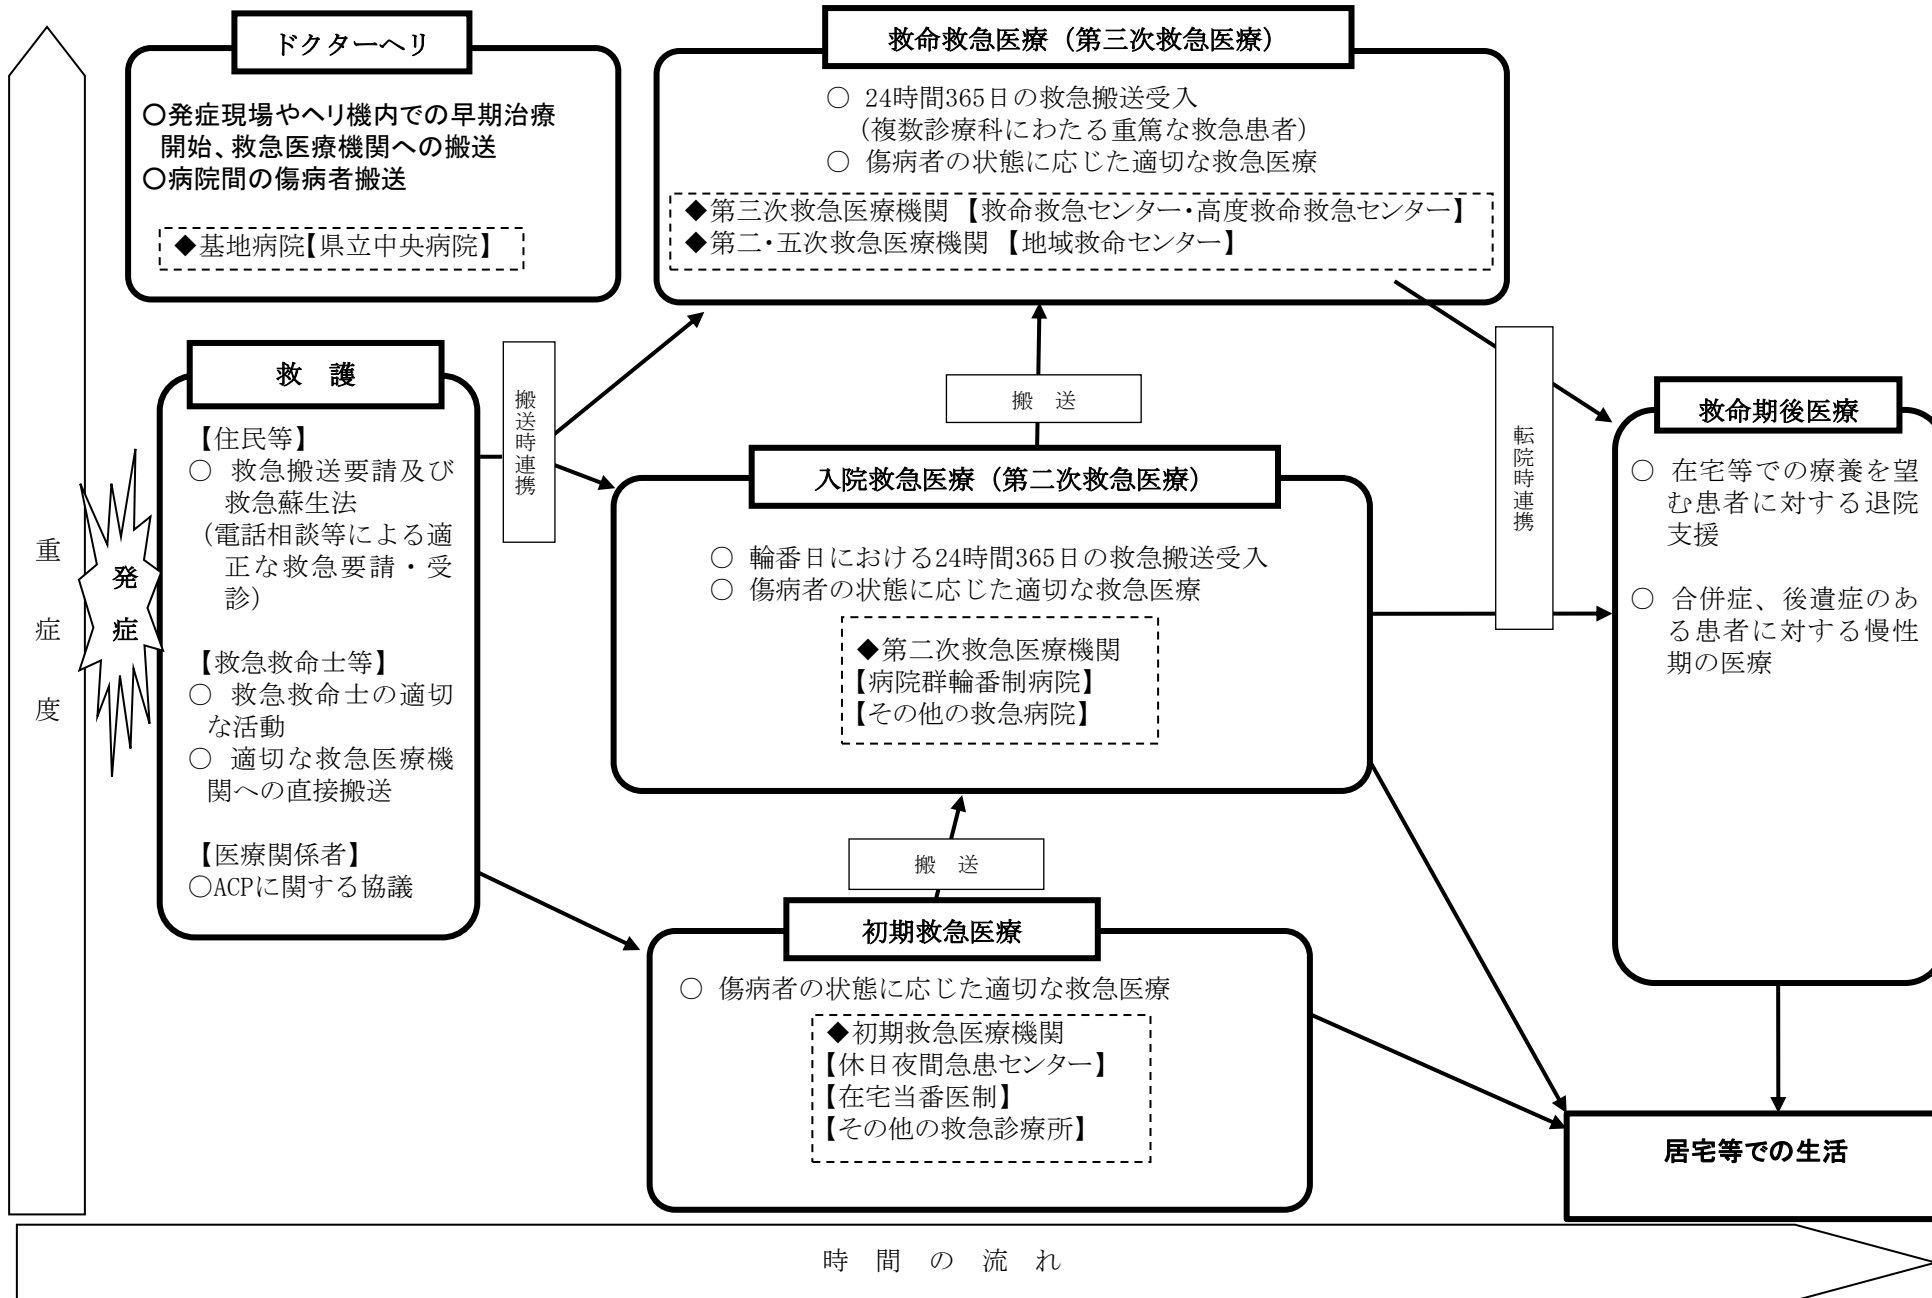 ドクターヘリ
〇発症現場やヘリ機内での早期治療
開始、救急医療機関への搬送
〇病院間の傷病者搬送
◆基地病院【県立中央病院】
救命救急医療（第三次救急医療）
○ 24時間365日の救急搬送受入
（複数診療科にわたる重篤な救急患者）
○ 傷病者の状態に応じた適切な救急医療
◆第三次救急医療機関 【救命救急センター・高度救命救急センター】
◆第二・五次救急医療機関 【地域救命センター】
重症度
発症
救　護
【住民等】
○ 救急搬送要請及び
救急蘇生法
（電話相談等による適
正な救急要請・受
診）
【救急救命士等】
○ 救急救命士の適切
な活動
○ 適切な救急医療機
関への直接搬送
【医療関係者】
○ACPに関する協議
搬送時連携
搬　送
入院救急医療（第二次救急医療）
○ 輪番日における24時間365日の救急搬送受入
○ 傷病者の状態に応じた適切な救急医療
◆第二次救急医療機関
【病院群輪番制病院】
【その他の救急病院】
搬　送
初期救急医療
○ 傷病者の状態に応じた適切な救急医療
◆初期救急医療機関
【休日夜間急患センター】
【在宅当番医制】
【その他の救急診療所】
転院時連携
救命期後医療
○ 在宅等での療養を望
む患者に対する退院
支援
○ 合併症、後遺症のあ
る患者に対する慢性
期の医療
居宅等での生活
時　間　の　流　れ